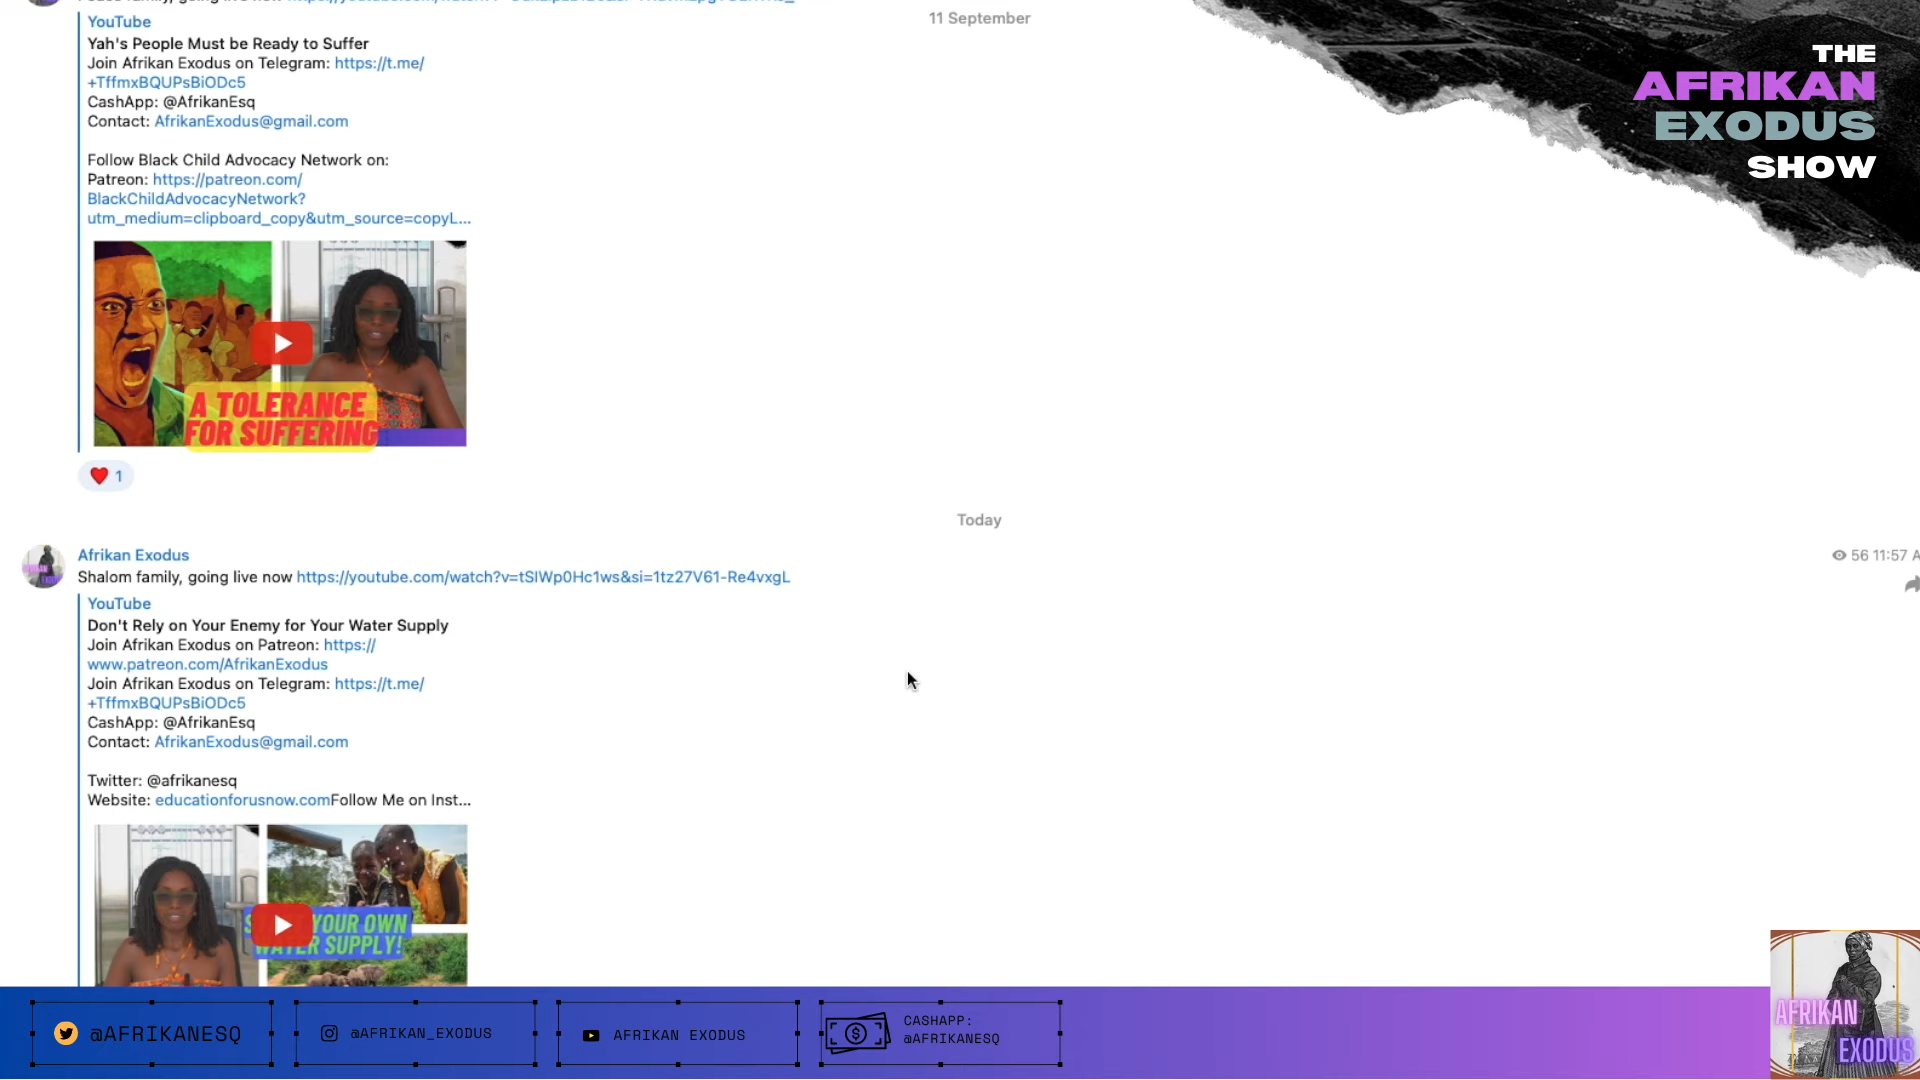 11 September
YouTube
Yah's People Must be Ready to Suffer
Join Afrikan Exodus on Telegram: https://t.me/
+TffmxBQUPsBiODc5
CashApp: @AfrikanEsq
Contact: AfrikanExodus@gmail.com
Follow Black Child Advocacy Network on:
Patreon: https://patreon.com/
BlackChildAdvocacyNetwork?
utm_medium=clipboard_copy&utm_source=copyL...
A TOLERANCE
FOR SUFFERING
1
THE
AFRIKAN
EXODUS
SHOW
Today
Afrikan Exodus
56 11:57 A
Shalom family, going live now https://youtube.com/watch?v=tSlWp0Hc1ws&si=1tz27V61-Re4vxgL
YouTube
Don't Rely on Your Enemy for Your Water Supply
Join Afrikan Exodus on Patreon: https://
www.patreon.com/AfrikanExodus
Join Afrikan Exodus on Telegram: https://t.me/
+TffmxBQUPsBiODc5
CashApp: @AfrikanEsq
Contact: AfrikanExodus@gmail.com
Twitter: @afrikanesq
Website: educationforusnow.comFollow Me on Inst...
YOUR OWN
WATER SUPPLY!
@AFRIKANESQ
@AFRIKAN_EXODUS
AFRIKAN EXODUS
CASHAPP:
@AFRIKANESQ
AFRIKAN
EXODUS